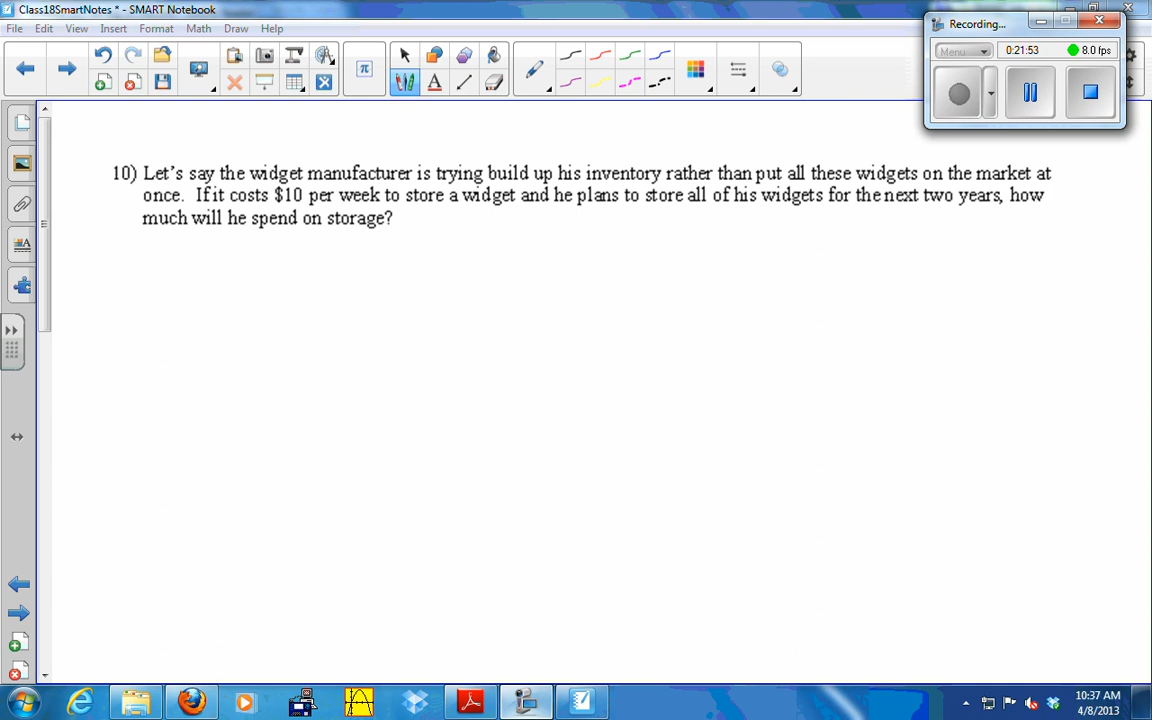 Class18SmartNotes * - SMART Notebook
File Edit View Insert Format Math Draw Help
Recording...
Menu 0:21:53 8.0 fps
π
A
10) Let's say the widget manufacturer is trying build up his inventory rather than put all these widgets on the market at
once. If it costs $10 per week to store a widget and he plans to store all of his widgets for the next two years, how
much will he spend on storage?
10:37 AM
4/8/2013